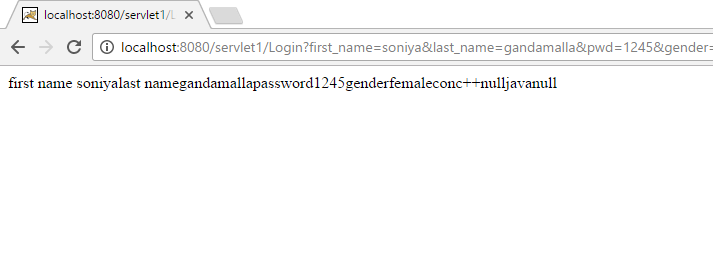 localhost:8080/servlet1/L
localhost:8080/servlet1/Login?first_name=soniya&last_name=gandamalla&pwd=1245&gender=
first name soniyalast namegandamallapassword1245genderfemaleconc++nulljavanull